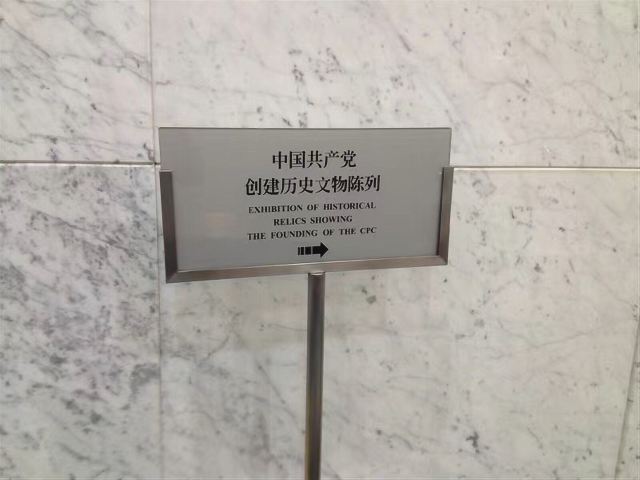 中国共产党
创建历史文物陈列
EXHIBITION OF HISTORICAL
RELICS SHOWING
THE FOUNDING OF THE CPC